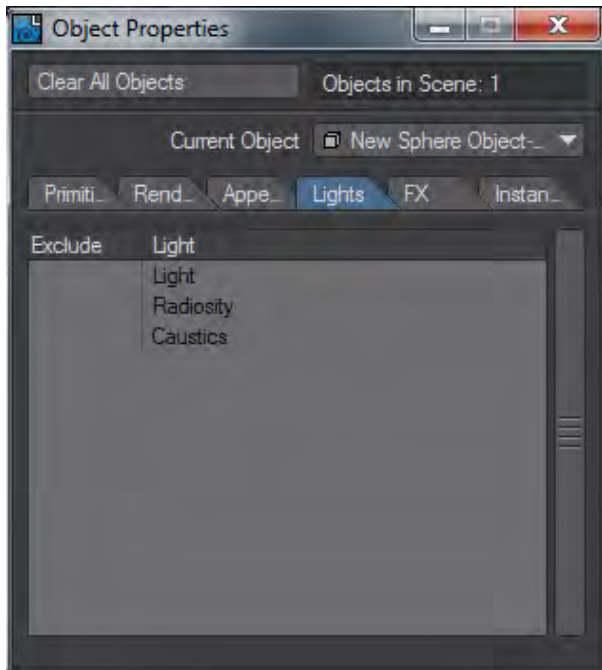 Object Properties
Clear All Objects Objects in Scene: 1
Current Object New Sphere Object-...
Primiti... Rend... Appe... Lights FX Instan...
Exclude Light
Light
Radiosity
Caustics